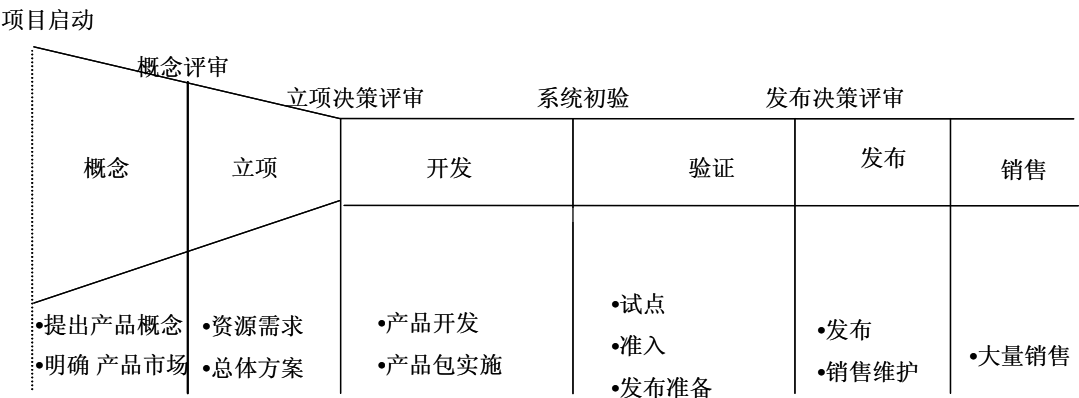 项目启动
概念评审
立项决策评审
系统初验
发布决策评审
概念
立项
开发
验证
发布
销售
•提出产品概念
•明确 产品市场
•资源需求
•总体方案
•产品开发
•产品包实施
•试点
•准入
•发布准备
•发布
•销售维护
•大量销售